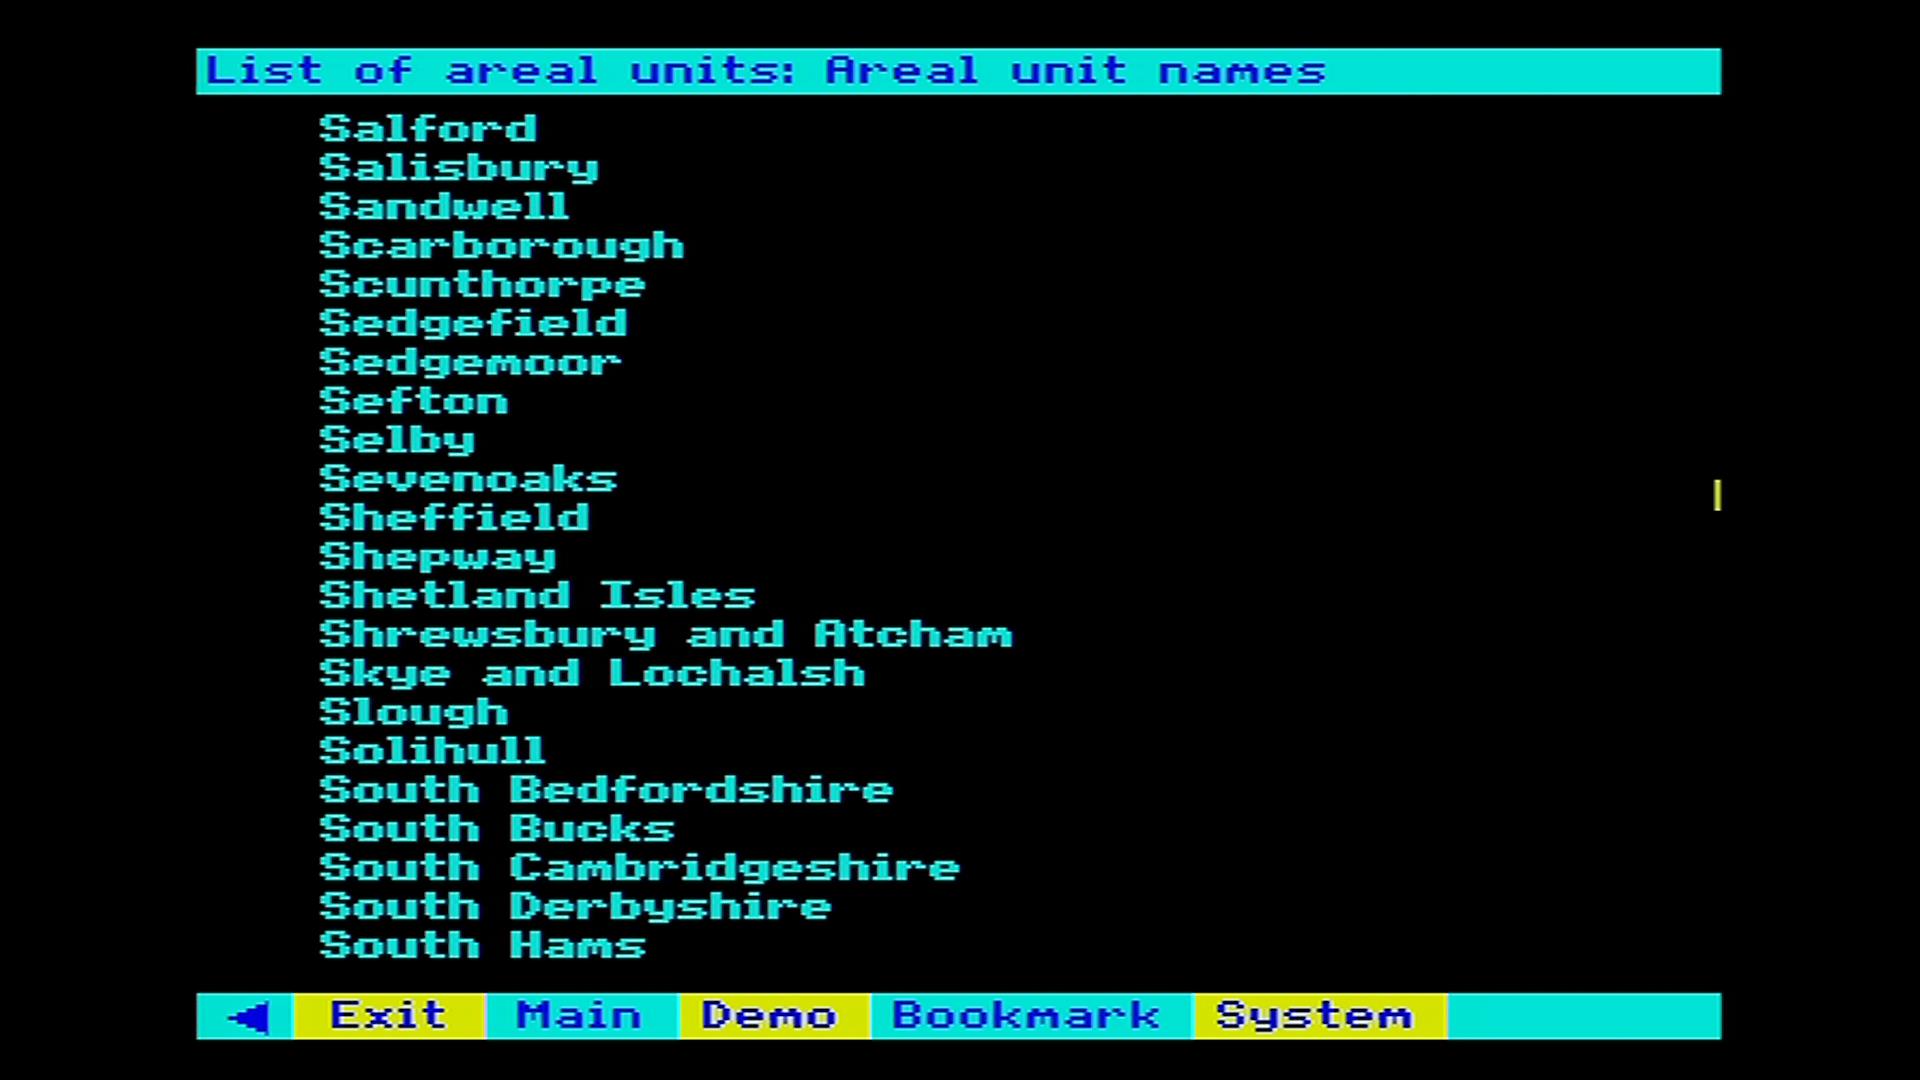 List of areal units: Areal unit names
Salford
Salisbury
Sandwell
Scarborough
Scunthorpe
Sedgefield
Sedgemoor
Sefton
Selby
Sevenoaks
Sheffield
Shepway
Shetland Isles
Shrewsbury and Atcham
Skye and Lochalsh
Slough
Solihull
South Bedfordshire
South Bucks
South Cambridgeshire
South Derbyshire
South Hams
Exit Main Demo Bookmark System